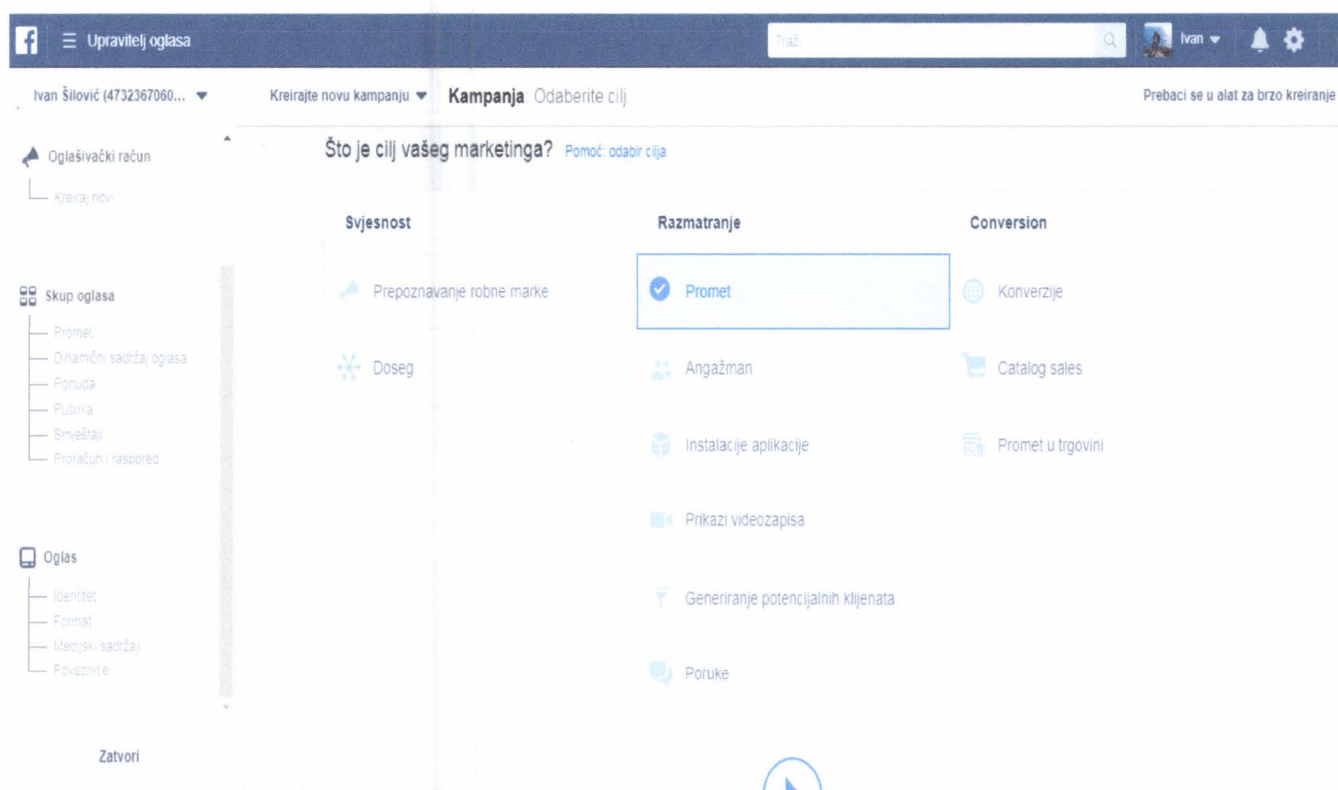 f Upravitelj oglasa Traži Ivan
Ivan Šilović (4732367060... Kreirajte novu kampanju Kampanja: Odaberite cilj Prebaci se u alat za brzo kreiranje
Što je cilj vašeg marketinga? Pomoć: odabir cilja
Oglašivački račun
Kreiraj novi
Svjesnost Razmatranje Conversion
Skup oglasa
Promet
Dinamični sadržaj oglasa
Ponuda
Publika
Smještaji
Proračun i raspored
Prepoznavanje robne marke Promet Konverzije
Doseg Angažman Catalog sales
Instalacije aplikacije Promet u trgovini
Prikazi videozapisa
Oglas
Identitet
Format
Medijski sadržaj
Poveznice
Generiranje potencijalnih klijenata
Poruke
Zatvori